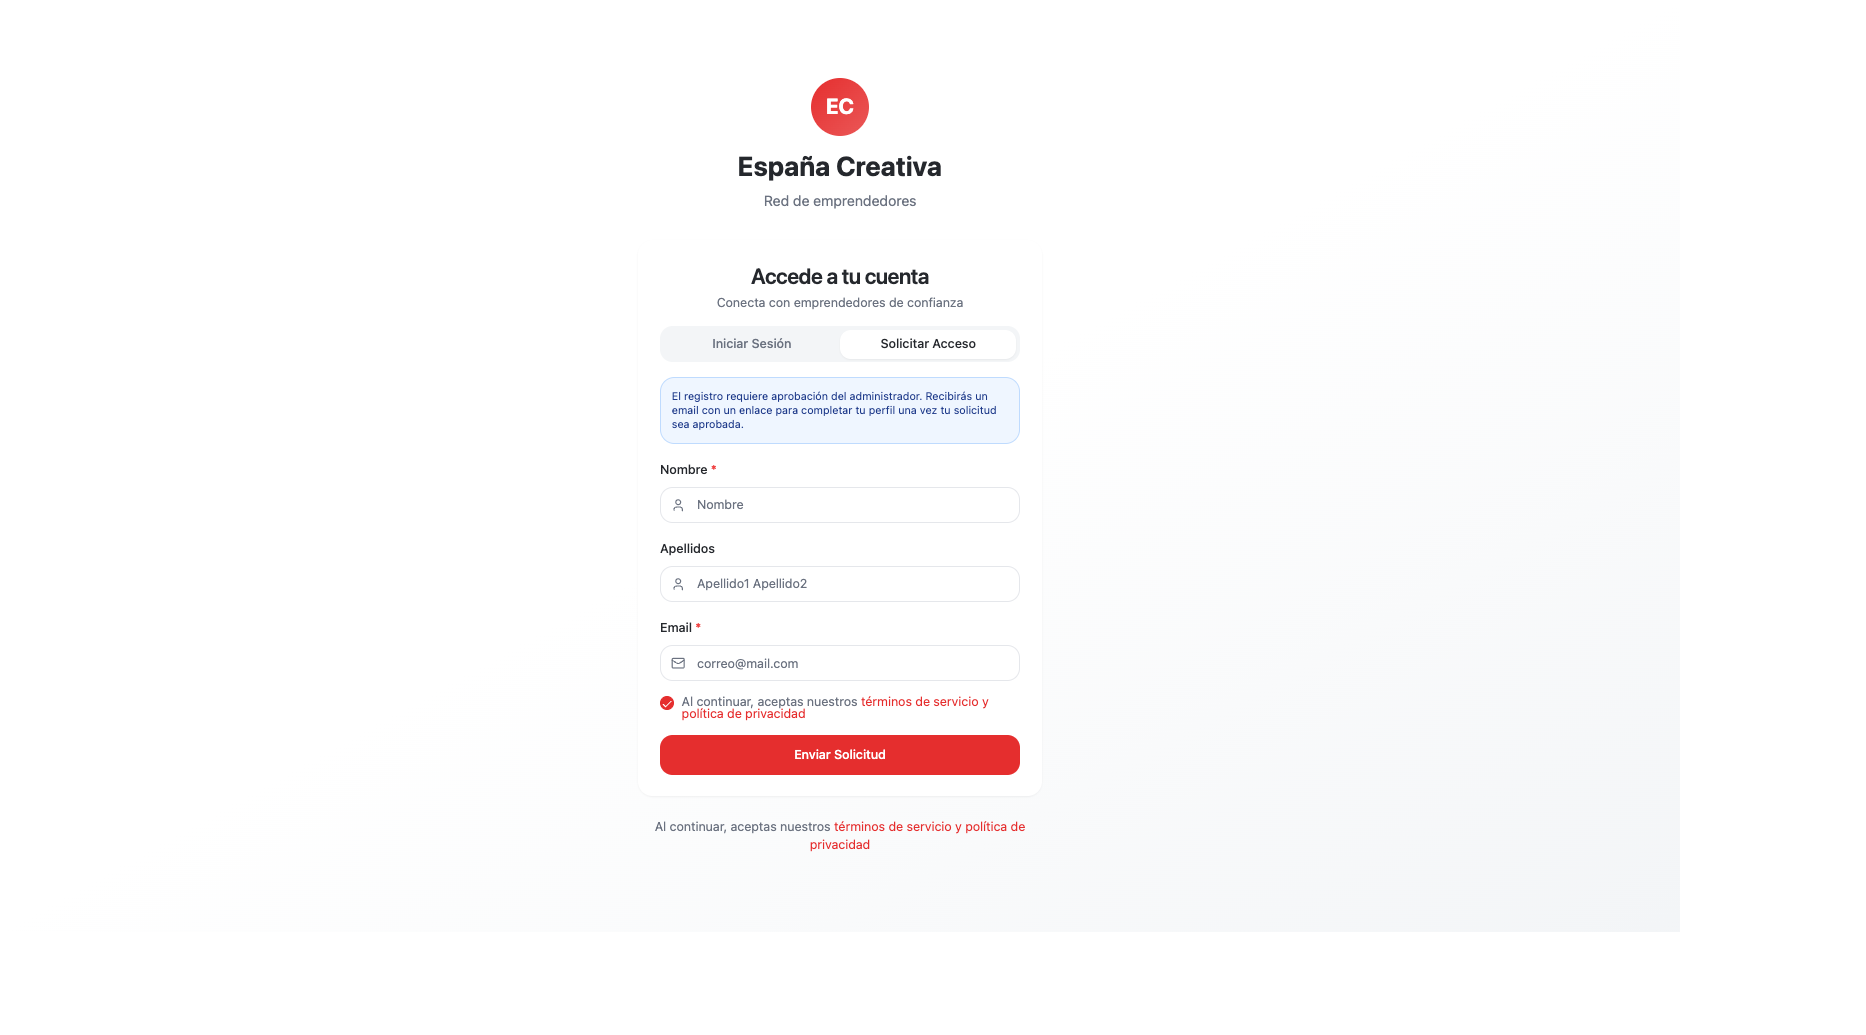 EC
España Creativa
Red de emprendedores
Accede a tu cuenta
Conecta con emprendedores de confianza
Iniciar Sesión
Solicitar Acceso
El registro requiere aprobación del administrador. Recibirás un
email con un enlace para completar tu perfil una vez tu solicitud
sea aprobada.
Nombre *
Nombre
Apellidos
Apellido1 Apellido2
Email *
correo@mail.com
Al continuar, aceptas nuestros términos de servicio y
política de privacidad
Enviar Solicitud
Al continuar, aceptas nuestros términos de servicio y política de
privacidad